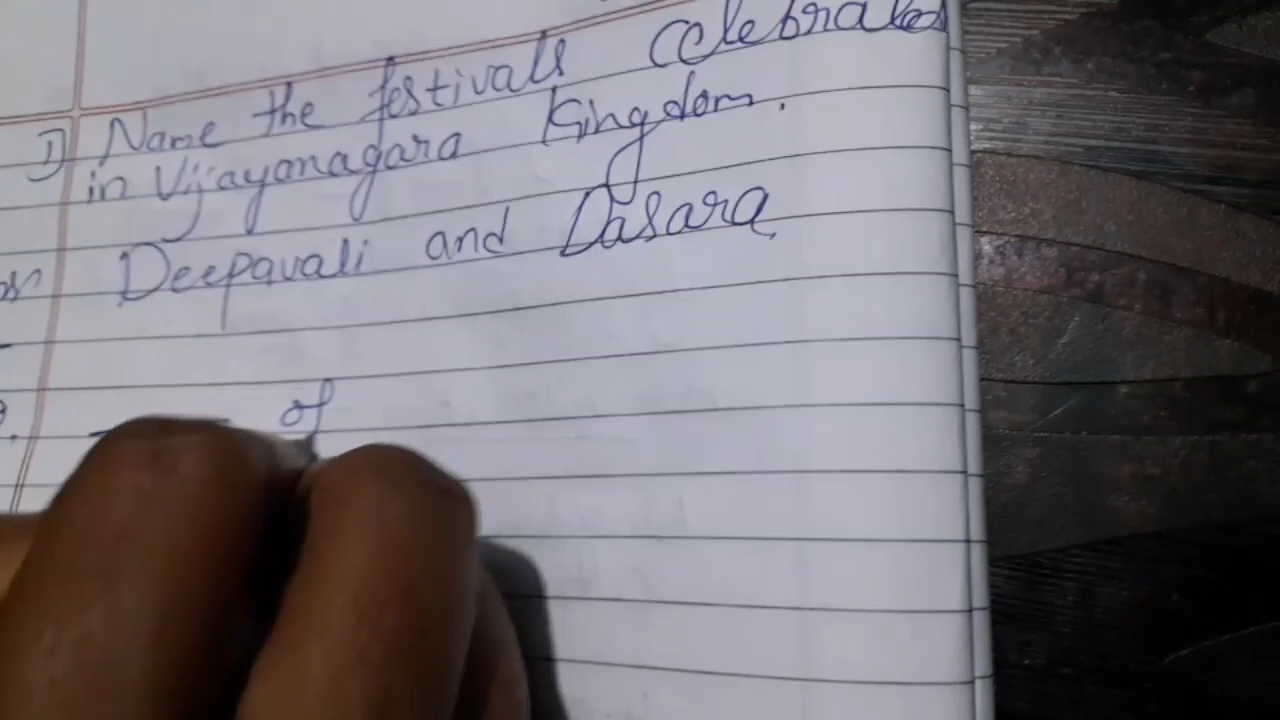 1) Name the festivals celebrated
in Vijayanagara Kingdom.
Deepavali and Dasara
of